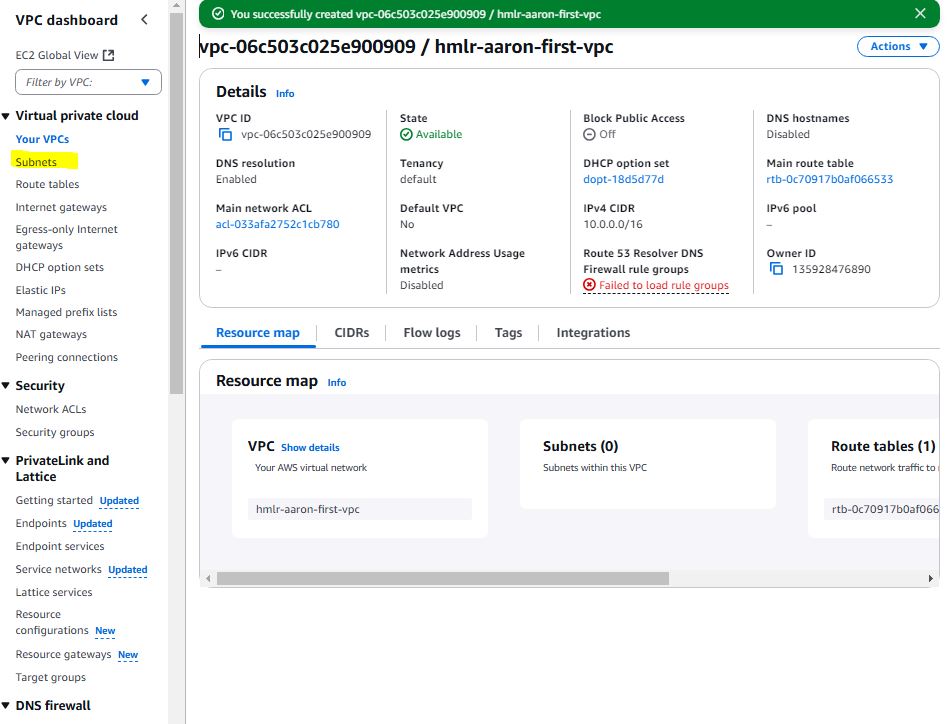 VPC dashboard
EC2 Global View
Filter by VPC:
Virtual private cloud
Your VPCs
Subnets
Route tables
Internet gateways
Egress-only Internet
gateways
DHCP option sets
Elastic IPs
Managed prefix lists
NAT gateways
Peering connections
Security
Network ACLs
Security groups
PrivateLink and
Lattice
Getting started Updated
Endpoints Updated
Endpoint services
Service networks Updated
Lattice services
Resource
configurations New
Resource gateways New
Target groups
DNS firewall
You successfully created vpc-06c503c025e900909 / hmlr-aaron-first-vpc
vpc-06c503c025e900909 / hmlr-aaron-first-vpc
Actions
Details Info
VPC ID
vpc-06c503c025e900909
State
Available
Block Public Access
Off
DNS hostnames
Disabled
DNS resolution
Enabled
Tenancy
default
DHCP option set
dopt-18d5d77d
Main route table
rtb-0c70917b0af066533
Main network ACL
acl-033afa2752c1cb780
Default VPC
No
IPv4 CIDR
10.0.0.0/16
IPv6 pool
–
IPv6 CIDR
–
Network Address Usage
metrics
Disabled
Route 53 Resolver DNS
Firewall rule groups
Failed to load rule groups
Owner ID
135928476890
Resource map CIDRs Flow logs Tags Integrations
Resource map Info
VPC Show details
Your AWS virtual network
hmlr-aaron-first-vpc
Subnets (0)
Subnets within this VPC
Route tables (1)
Route network traffic to
rtb-0c70917b0af066